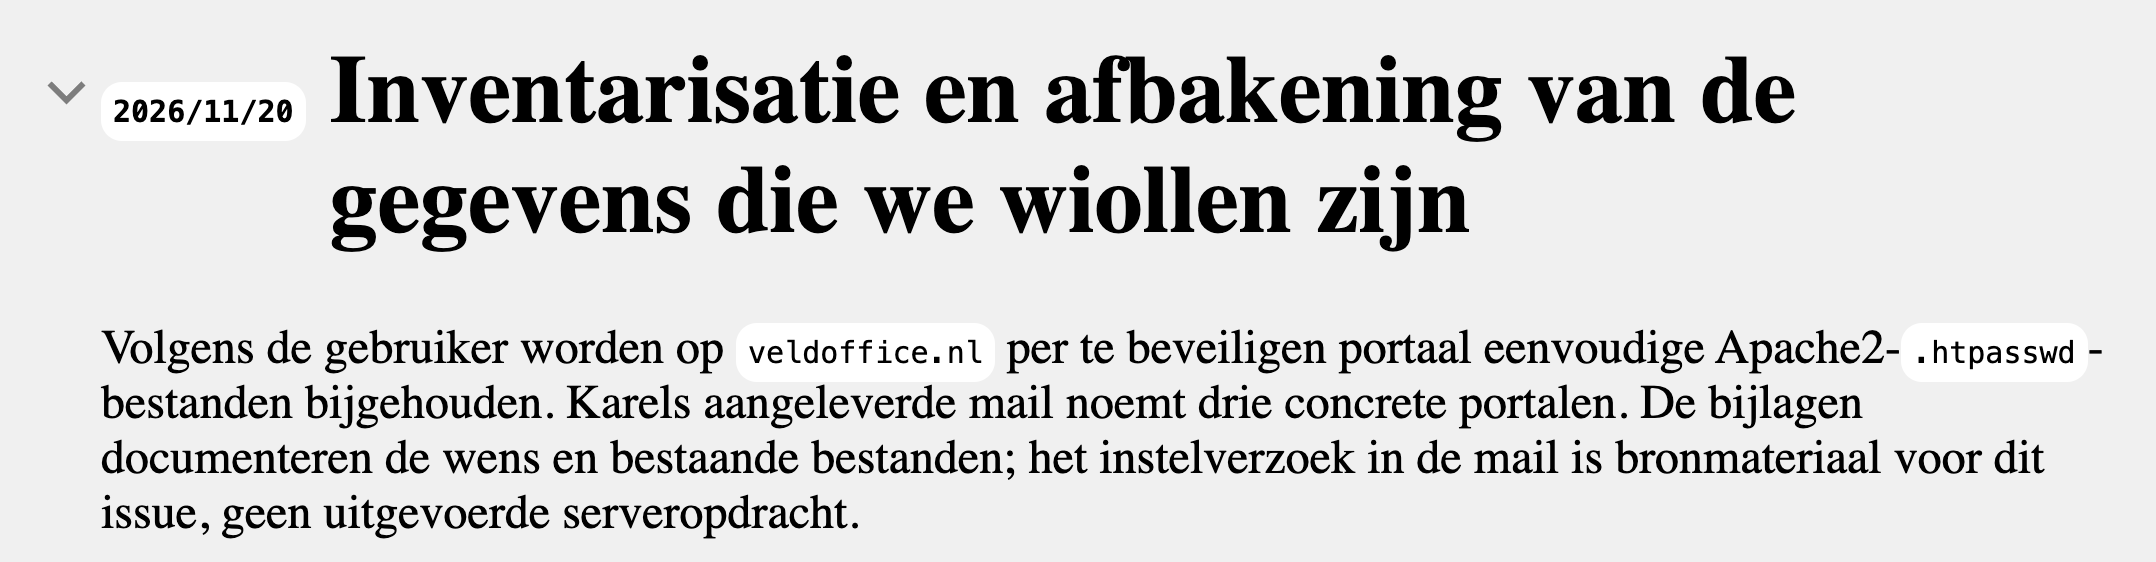 2026/11/20 Inventarisatie en afbakening van de
gegevens die we wiollen zijn
Volgens de gebruiker worden op veldoffice.nl per te beveiligen portaal eenvoudige Apache2-.htpasswd-
bestanden bijgehouden. Karels aangeleverde mail noemt drie concrete portalen. De bijlagen
documenteren de wens en bestaande bestanden; het instelverzoek in de mail is bronmateriaal voor dit
issue, geen uitgevoerde serveropdracht.